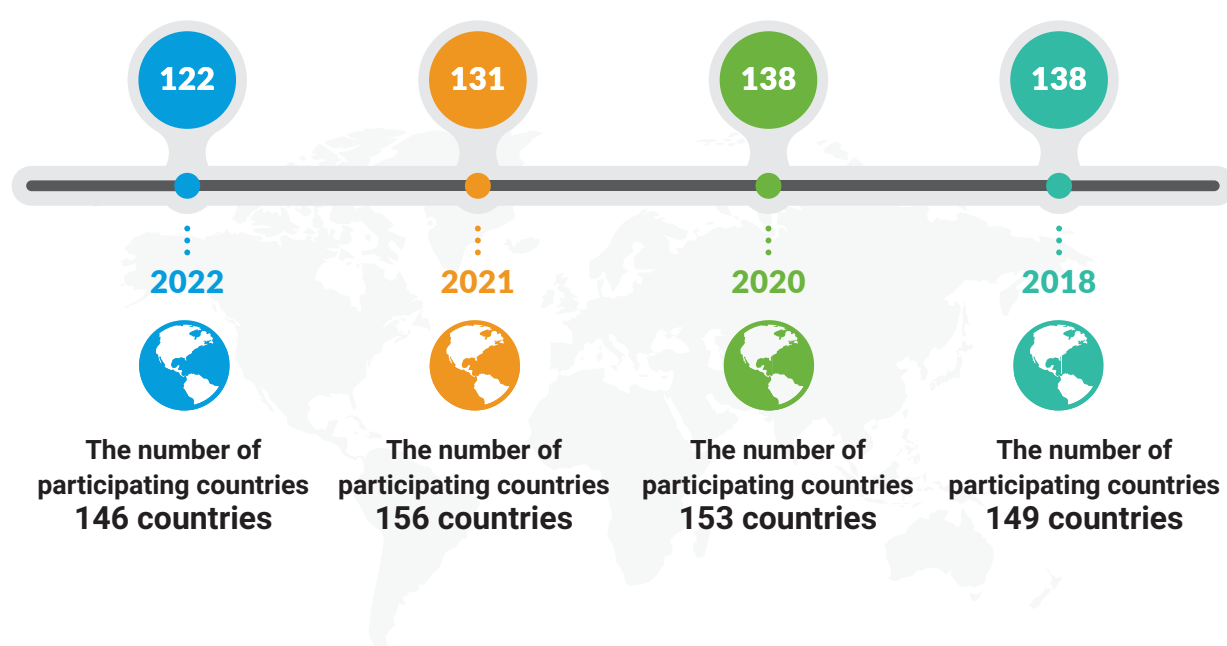 122
131
138
138
2022
2021
2020
2018
The number of
participating countries
146 countries
The number of
participating countries
156 countries
The number of
participating countries
153 countries
The number of
participating countries
149 countries